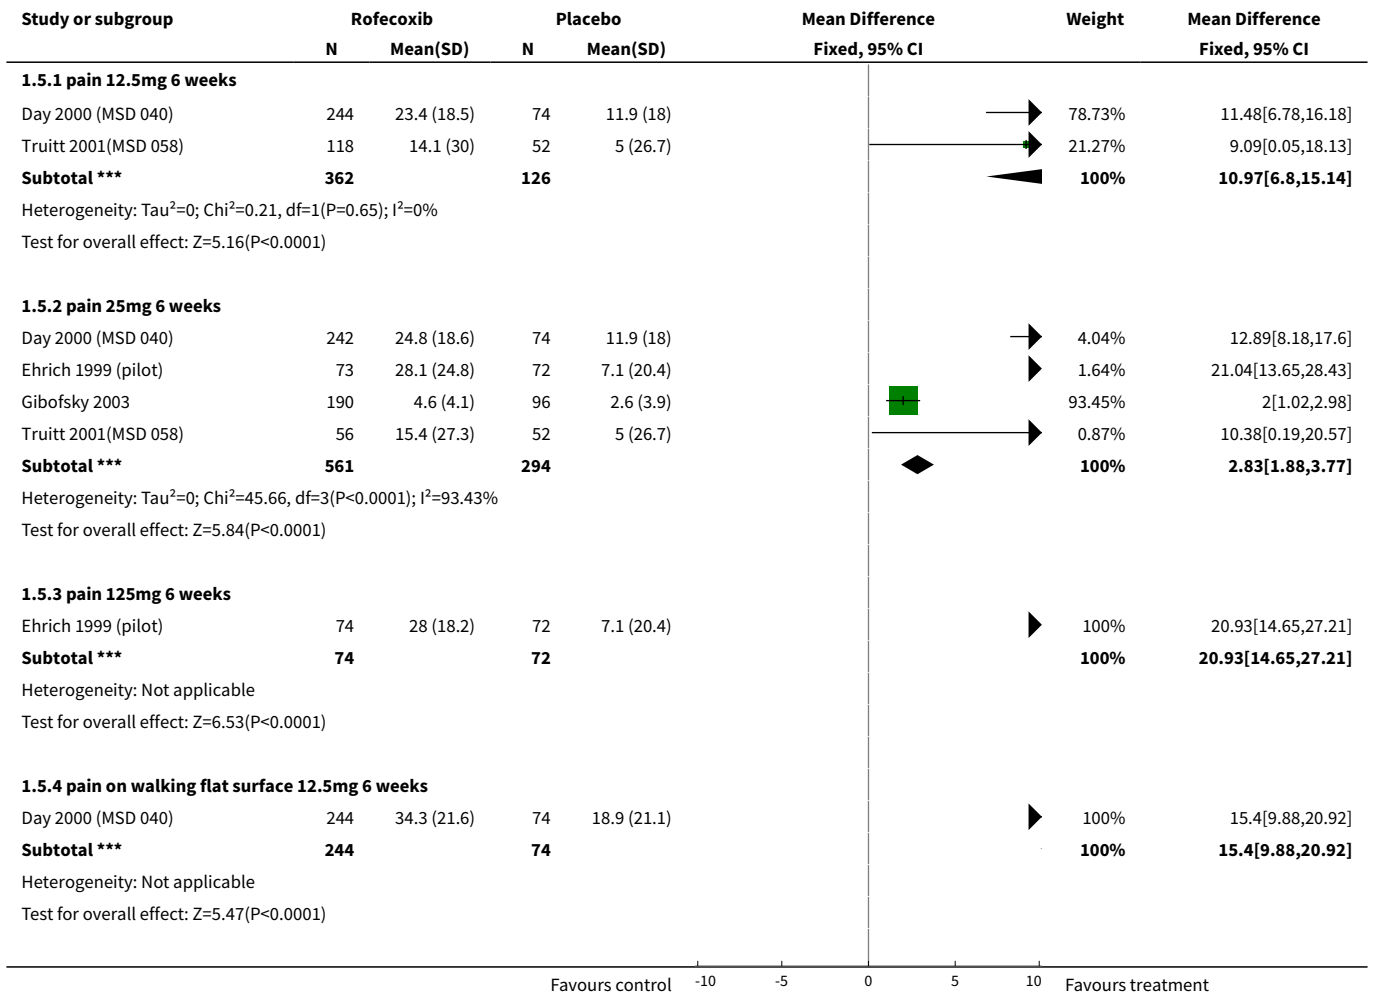 Study or subgroup Rofecoxib Placebo Mean Difference Weight Mean Difference
N Mean(SD) N Mean(SD) Fixed, 95% CI Fixed, 95% CI
1.5.1 pain 12.5mg 6 weeks
Day 2000 (MSD 040) 244 23.4 (18.5) 74 11.9 (18) 78.73% 11.48[6.78,16.18]
Truitt 2001(MSD 058) 118 14.1 (30) 52 5 (26.7) 21.27% 9.09[0.05,18.13]
Subtotal *** 362 126 100% 10.97[6.8,15.14]
Heterogeneity: Tau²=0; Chi²=0.21, df=1(P=0.65); I²=0%
Test for overall effect: Z=5.16(P<0.0001)
1.5.2 pain 25mg 6 weeks
Day 2000 (MSD 040) 242 24.8 (18.6) 74 11.9 (18) 4.04% 12.89[8.18,17.6]
Ehrich 1999 (pilot) 73 28.1 (24.8) 72 7.1 (20.4) 1.64% 21.04[13.65,28.43]
Gibofsky 2003 190 4.6 (4.1) 96 2.6 (3.9) 93.45% 2[1.02,2.98]
Truitt 2001(MSD 058) 56 15.4 (27.3) 52 5 (26.7) 0.87% 10.38[0.19,20.57]
Subtotal *** 561 294 100% 2.83[1.88,3.77]
Heterogeneity: Tau²=0; Chi²=45.66, df=3(P<0.0001); I²=93.43%
Test for overall effect: Z=5.84(P<0.0001)
1.5.3 pain 125mg 6 weeks
Ehrich 1999 (pilot) 74 28 (18.2) 72 7.1 (20.4) 100% 20.93[14.65,27.21]
Subtotal *** 74 72 100% 20.93[14.65,27.21]
Heterogeneity: Not applicable
Test for overall effect: Z=6.53(P<0.0001)
1.5.4 pain on walking flat surface 12.5mg 6 weeks
Day 2000 (MSD 040) 244 34.3 (21.6) 74 18.9 (21.1) 100% 15.4[9.88,20.92]
Subtotal *** 244 74 100% 15.4[9.88,20.92]
Heterogeneity: Not applicable
Test for overall effect: Z=5.47(P<0.0001)
Favours control -10 -5 0 5 10 Favours treatment